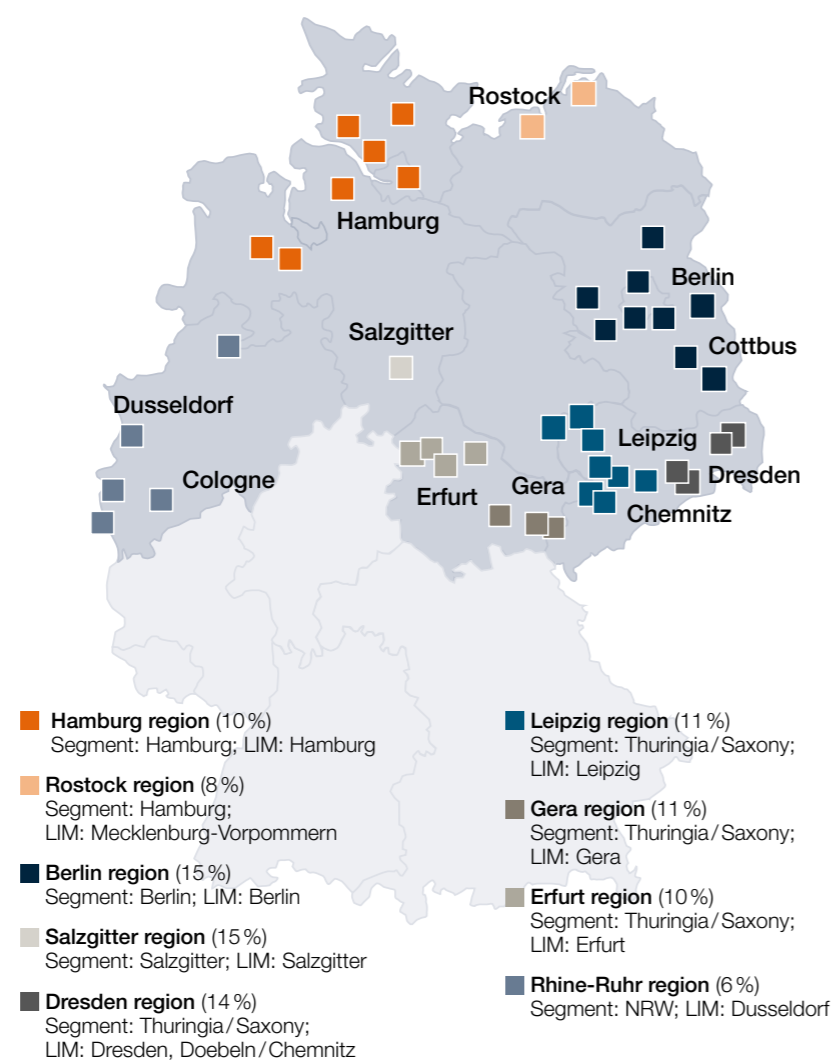 Rostock
Hamburg
Berlin
Salzgitter
Cottbus
Dusseldorf
Leipzig
Cologne
Dresden
Gera
Erfurt
Chemnitz
Hamburg region (10 %)
Segment: Hamburg; LIM: Hamburg
Rostock region (8 %)
Segment: Hamburg;
LIM: Mecklenburg-Vorpommern
Berlin region (15 %)
Segment: Berlin; LIM: Berlin
Salzgitter region (15 %)
Segment: Salzgitter; LIM: Salzgitter
Dresden region (14 %)
Segment: Thuringia / Saxony;
LIM: Dresden, Doebeln / Chemnitz
Leipzig region (11 %)
Segment: Thuringia / Saxony;
LIM: Leipzig
Gera region (11 %)
Segment: Thuringia / Saxony;
LIM: Gera
Erfurt region (10 %)
Segment: Thuringia / Saxony;
LIM: Erfurt
Rhine-Ruhr region (6 %)
Segment: NRW; LIM: Dusseldorf